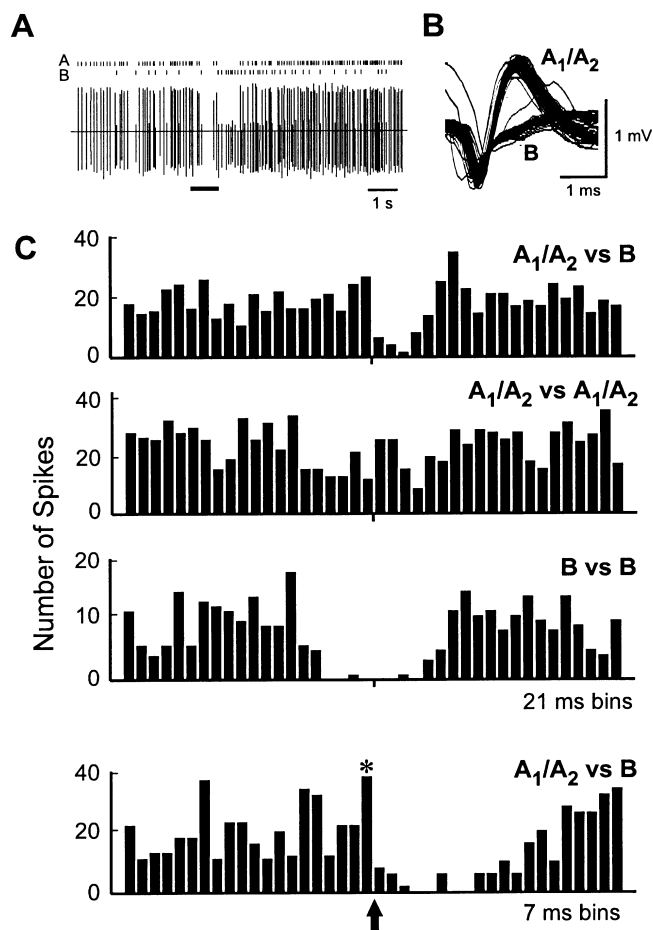 A
B
A
B
A1/A2
B
1 mV
1 s
1 ms
C
40
20
0
A1/A2 vs B
40
20
0
A1/A2 vs A1/A2
Number of Spikes
20
10
0
B vs B
21 ms bins
40
20
0
*
A1/A2 vs B
7 ms bins